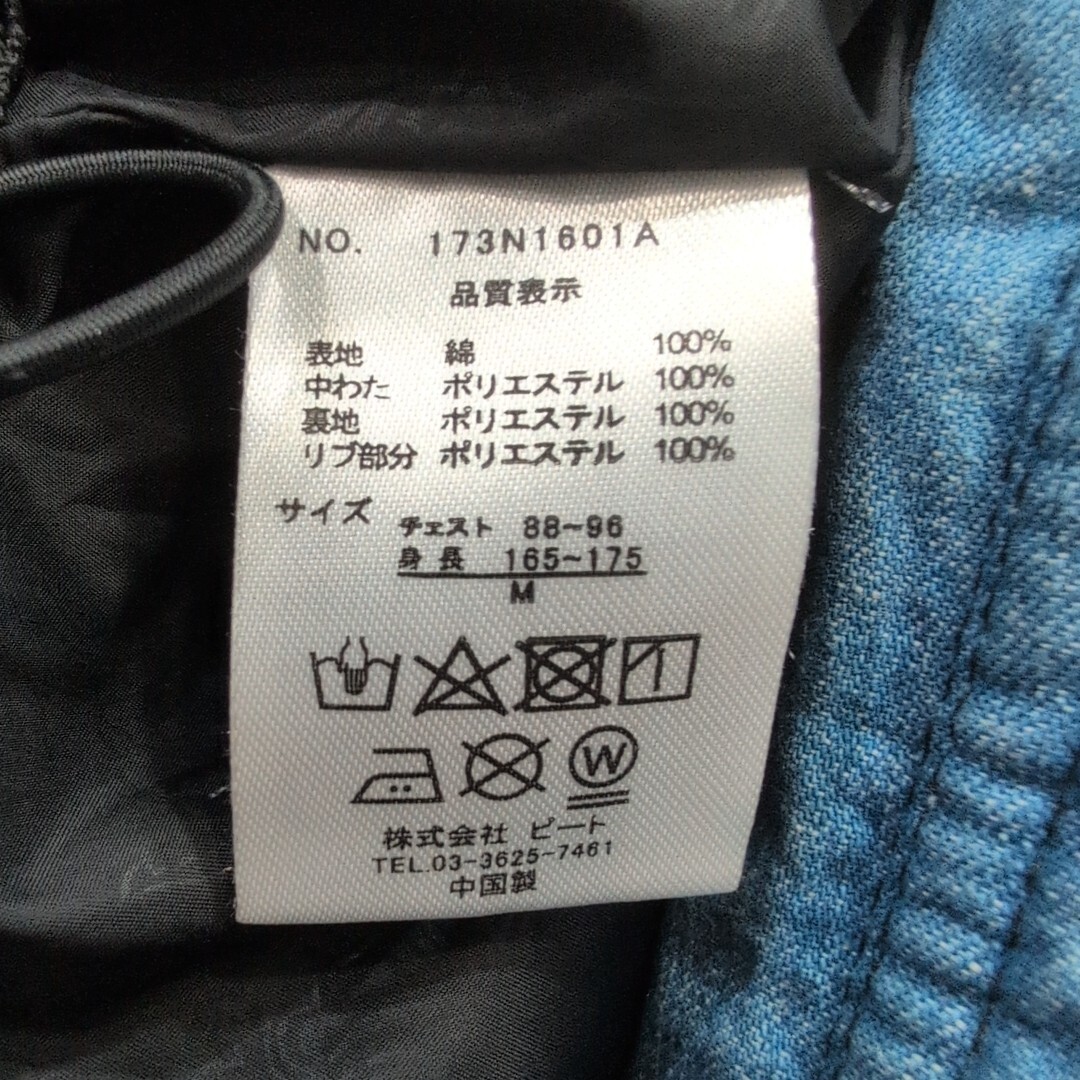 NO. 173N1601A
品質表示
表地 綿 100%
中わた ポリエステル 100%
裏地 ポリエステル 100%
リブ部分 ポリエステル 100%
サイズ チェスト 88~96
身長 165~175
M
W
株式会社 ピート
TEL.03-3625-7461
中国製